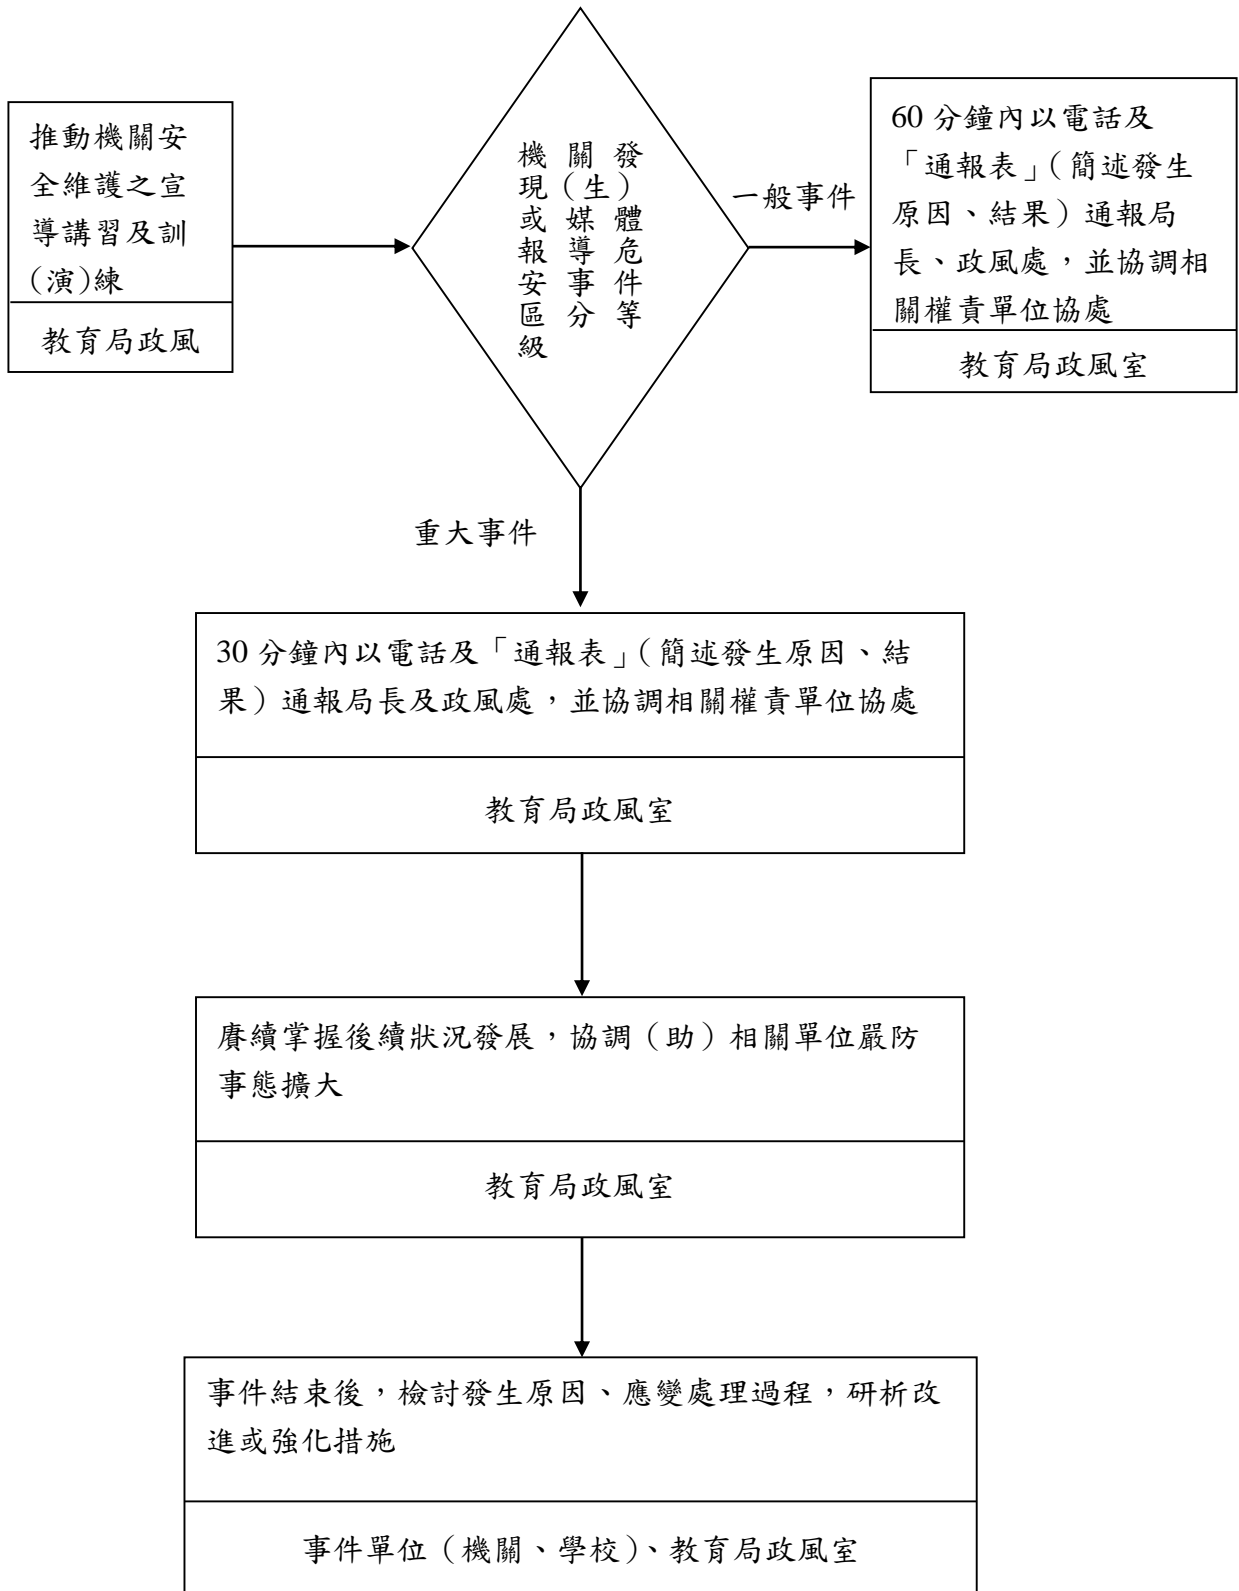 推動機關安
全維護之宣
導講習及訓
(演)練
教育局政風
機關發
現(生)
或媒體
報導危
安事件
區分等
級
一般事件
60 分鐘內以電話及
「通報表」(簡述發生
原因、結果)通報局
長、政風處,並協調相
關權責單位協處
教育局政風室
重大事件
30 分鐘內以電話及「通報表」(簡述發生原因、結
果)通報局長及政風處,並協調相關權責單位協處
教育局政風室
賡續掌握後續狀況發展,協調(助)相關單位嚴防
事態擴大
教育局政風室
事件結束後,檢討發生原因、應變處理過程,研析改
進或強化措施
事件單位(機關、學校)、教育局政風室